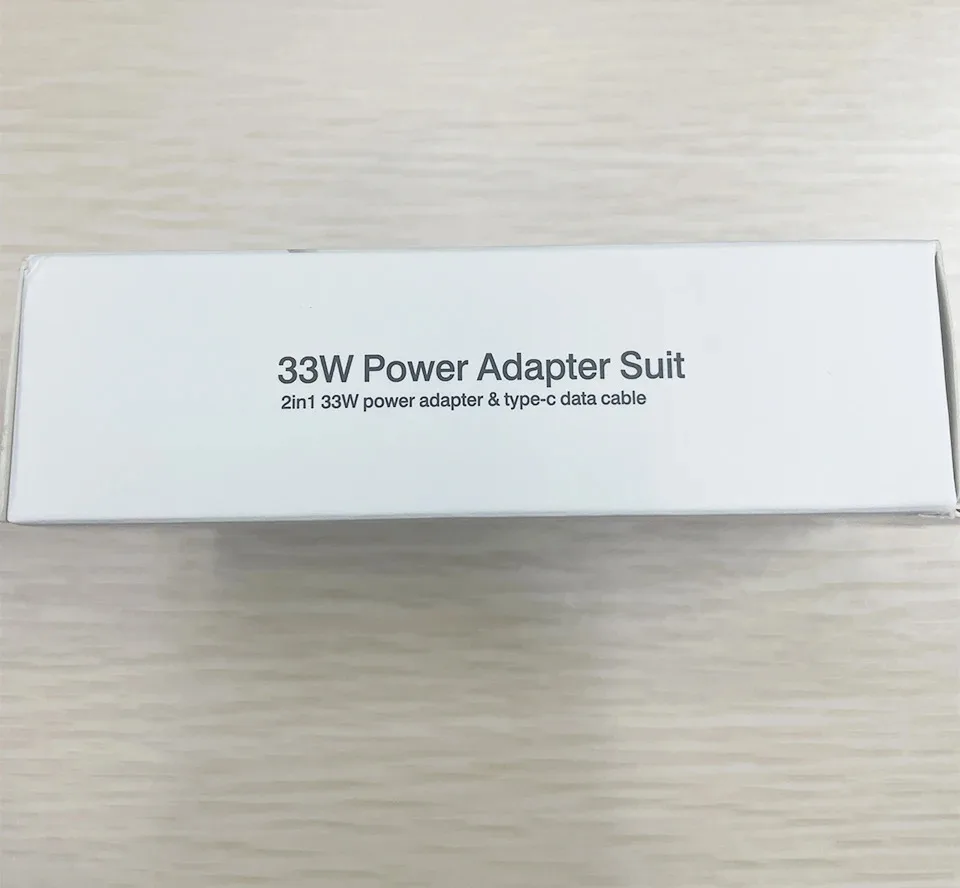 33W Power Adapter Suit
2in1 33W power adapter & type-c data cable